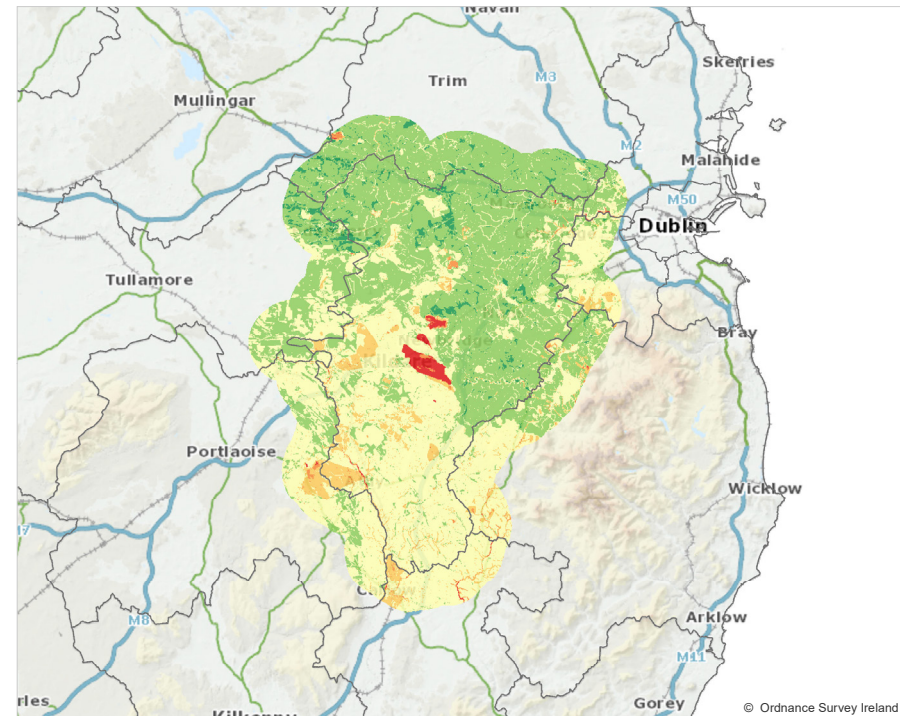 Navan
Skerries
M3
Trim
Mullingar
M2
Malahide
M50
Dublin
Tullamore
Bray
Kildare
Portlaoise
Wicklow
M8
Arklow
M11
Gorey
© Ordnance Survey Ireland